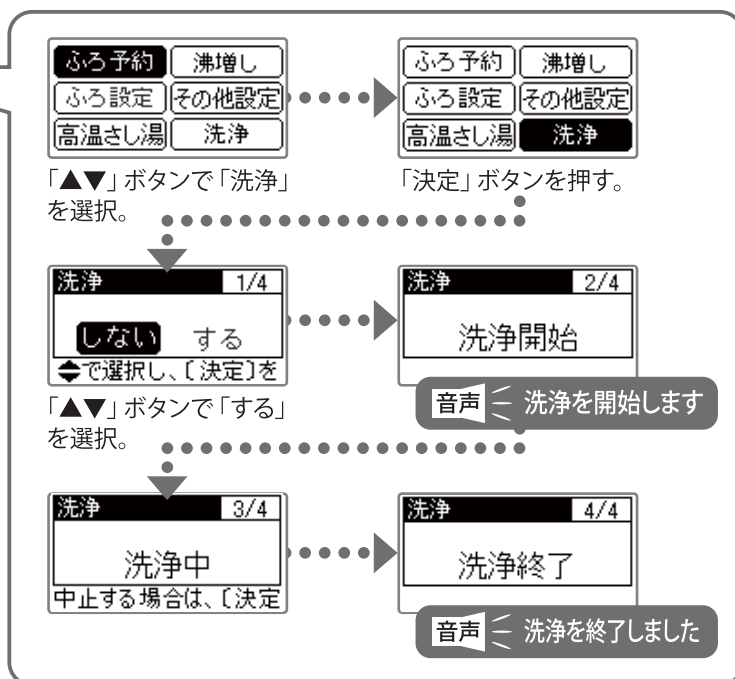 ふろ予約 沸増し
ふろ設定 その他設定
高温さし湯 洗浄
「▲▼」ボタンで「洗浄」
を選択。
ふろ予約 沸増し
ふろ設定 その他設定
高温さし湯 洗浄
「決定」ボタンを押す。
洗浄 1/4
しない する
◆で選択し、〔決定〕を
「▲▼」ボタンで「する」
を選択。
洗浄 2/4
洗浄開始
音声 洗浄を開始します
洗浄 3/4
洗浄中
中止する場合は、〔決定
洗浄 4/4
洗浄終了
音声 洗浄を終了しました